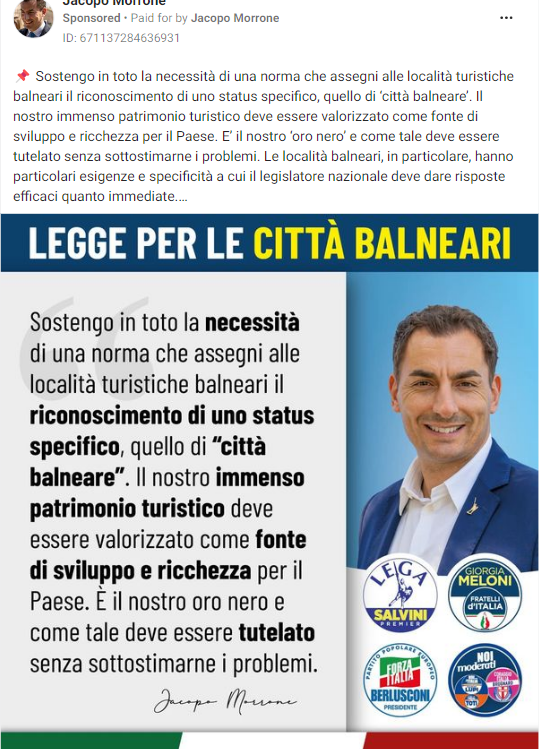 Jacopo Morrone
Sponsored • Paid for by Jacopo Morrone
ID: 671137284636931
📌 Sostengo in toto la necessità di una norma che assegni alle località turistiche
balneari il riconoscimento di uno status specifico, quello di ‘città balneare’. Il
nostro immenso patrimonio turistico deve essere valorizzato come fonte di
sviluppo e ricchezza per il Paese. E’ il nostro ‘oro nero’ e come tale deve essere
tutelato senza sottostimarne i problemi. Le località balneari, in particolare, hanno
particolari esigenze e specificità a cui il legislatore nazionale deve dare risposte
efficaci quanto immediate....
LEGGE PER LE CITTÀ BALNEARI
Sostengo in toto la necessità
di una norma che assegni alle
località turistiche balneari il
riconoscimento di uno status
specifico, quello di “città
balneare”. Il nostro immenso
patrimonio turistico deve
essere valorizzato come fonte
di sviluppo e ricchezza per il
Paese. È il nostro oro nero e
come tale deve essere tutelato
senza sottostimarne i problemi.
Jacopo Morrone
LEGA
SALVINI
PREMIER
GIORGIA
MELONI
FRATELLI
d'ITALIA
PARTITO POPOLARE EUROPEO
FORZA
ITALIA
BERLUSCONI
PRESIDENTE
NOI
moderati
LUPI
TOTI
BRUGNARO